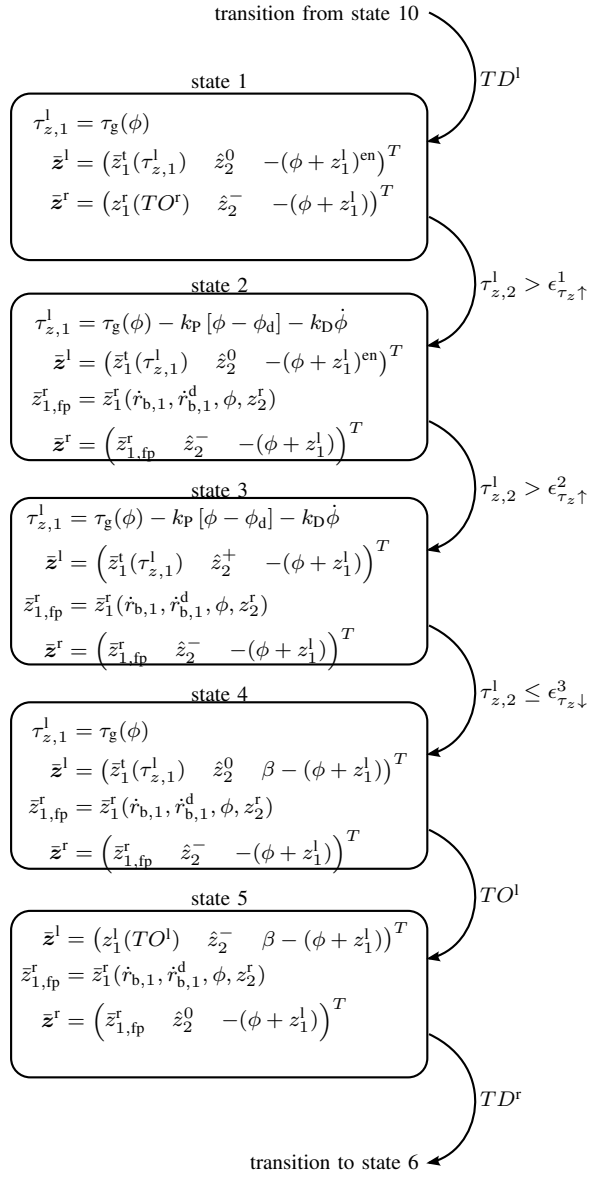 transition from state 10
TD^l
state 1
τ^l_{z,1} = τ_g(ϕ)
z̄^l = (z̄^t_1(τ^l_{z,1})  ẑ^0_2  -(ϕ + z^l_1)^{en})^T
z̄^r = (z^r_1(TO^r)  ẑ^-_2  -(ϕ + z^l_1))^T
τ^l_{z,2} > ϵ^1_{τ_z↑}
state 2
τ^l_{z,1} = τ_g(ϕ) − k_P [ϕ − ϕ_d] − k_D ϕ̇
z̄^l = (z̄^t_1(τ^l_{z,1})  ẑ^0_2  -(ϕ + z^l_1)^{en})^T
z̄^r_{1,fp} = z̄^r_1(ṙ_{b,1}, ṙ^d_{b,1}, ϕ, z^r_2)
z̄^r = (z̄^r_{1,fp}  ẑ^-_2  -(ϕ + z^l_1))^T
τ^l_{z,2} > ϵ^2_{τ_z↑}
state 3
τ^l_{z,1} = τ_g(ϕ) − k_P [ϕ − ϕ_d] − k_D ϕ̇
z̄^l = (z̄^t_1(τ^l_{z,1})  ẑ^+_2  -(ϕ + z^l_1))^T
z̄^r_{1,fp} = z̄^r_1(ṙ_{b,1}, ṙ^d_{b,1}, ϕ, z^r_2)
z̄^r = (z̄^r_{1,fp}  ẑ^-_2  -(ϕ + z^l_1))^T
τ^l_{z,2} ≤ ϵ^3_{τ_z↓}
state 4
τ^l_{z,1} = τ_g(ϕ)
z̄^l = (z̄^t_1(τ^l_{z,1})  ẑ^0_2  β − (ϕ + z^l_1))^T
z̄^r_{1,fp} = z̄^r_1(ṙ_{b,1}, ṙ^d_{b,1}, ϕ, z^r_2)
z̄^r = (z̄^r_{1,fp}  ẑ^-_2  -(ϕ + z^l_1))^T
TO^l
state 5
z̄^l = (z^l_1(TO^l)  ẑ^-_2  β − (ϕ + z^l_1))^T
z̄^r_{1,fp} = z̄^r_1(ṙ_{b,1}, ṙ^d_{b,1}, ϕ, z^r_2)
z̄^r = (z̄^r_{1,fp}  ẑ^0_2  -(ϕ + z^l_1))^T
TD^r
transition to state 6